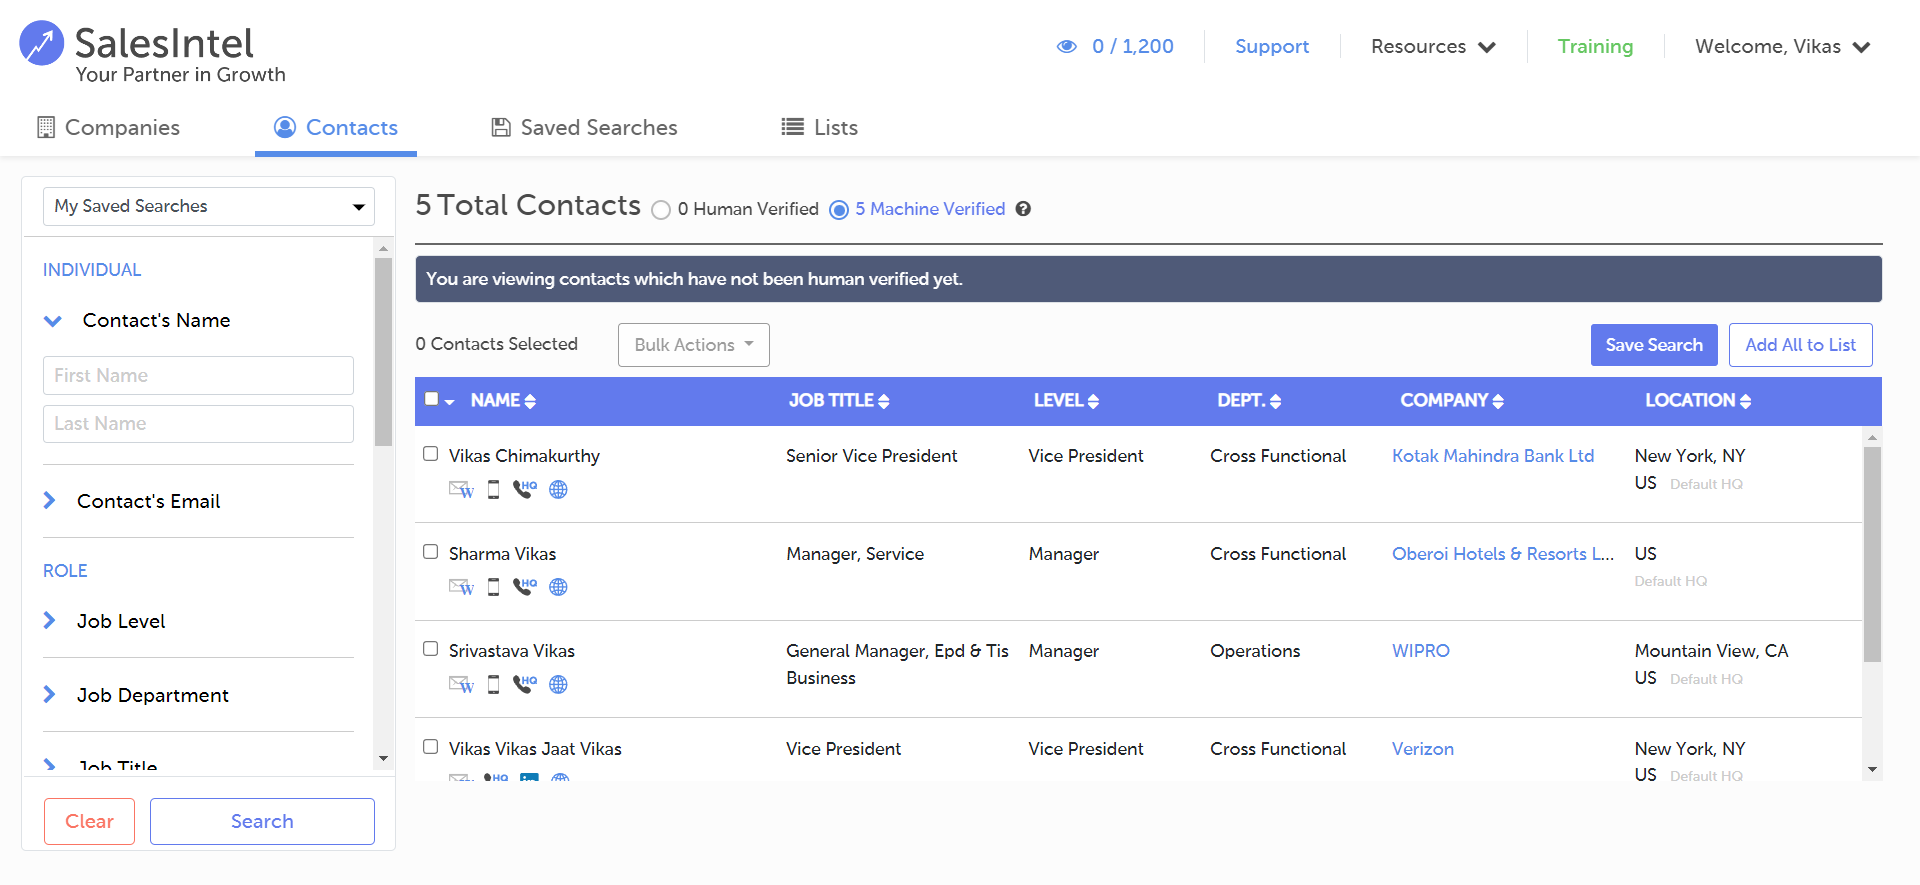 SalesIntel
Your Partner in Growth
0 / 1,200
Support
Resources
Training
Welcome, Vikas
Companies
Contacts
Saved Searches
Lists
My Saved Searches
INDIVIDUAL
Contact's Name
First Name
Last Name
Contact's Email
ROLE
Job Level
Job Department
Job Title
Clear
Search
5 Total Contacts
0 Human Verified
5 Machine Verified
?
You are viewing contacts which have not been human verified yet.
0 Contacts Selected
Bulk Actions
Save Search
Add All to List
NAME JOB TITLE LEVEL DEPT. COMPANY LOCATION
Vikas Chimakurthy Senior Vice President Vice President Cross Functional Kotak Mahindra Bank Ltd New York, NY
W HQ US Default HQ
Sharma Vikas Manager, Service Manager Cross Functional Oberoi Hotels & Resorts L... US
W HQ Default HQ
Srivastava Vikas General Manager, Epd & Tis Manager Operations WIPRO Mountain View, CA
W HQ Business US Default HQ
Vikas Vikas Jaat Vikas Vice President Vice President Cross Functional Verizon New York, NY
HQ in US Default HQ